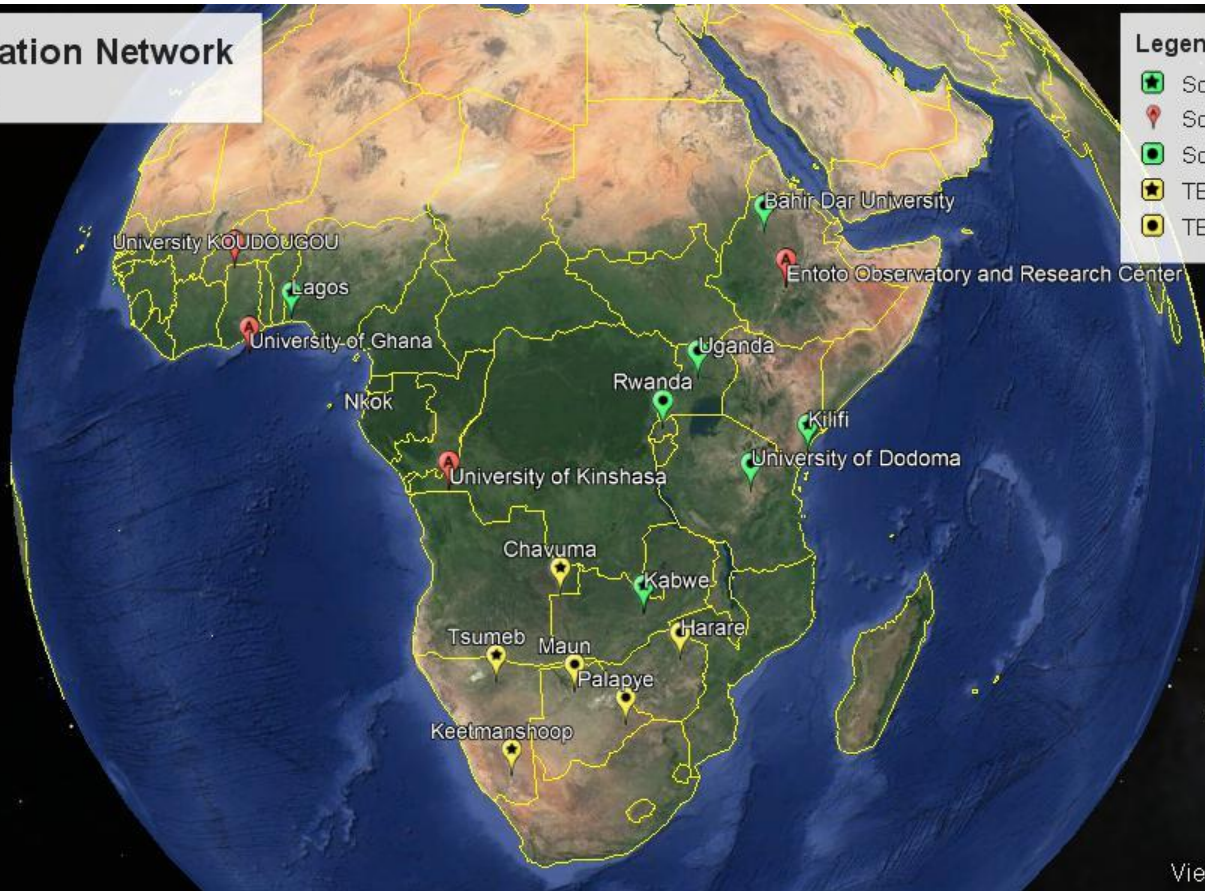 ation Network
Legen
Sc
Sc
Sc
TE
TE
Bahir Dar University
University KOUDOUGOU
Entoto Observatory and Research Center
Lagos
University of Ghana
Uganda
Rwanda
Nkok
Kilifi
University of Dodoma
University of Kinshasa
Chavuma
Kabwe
Harare
Tsumeb
Maun
Palapye
Keetmanshoop
Vie